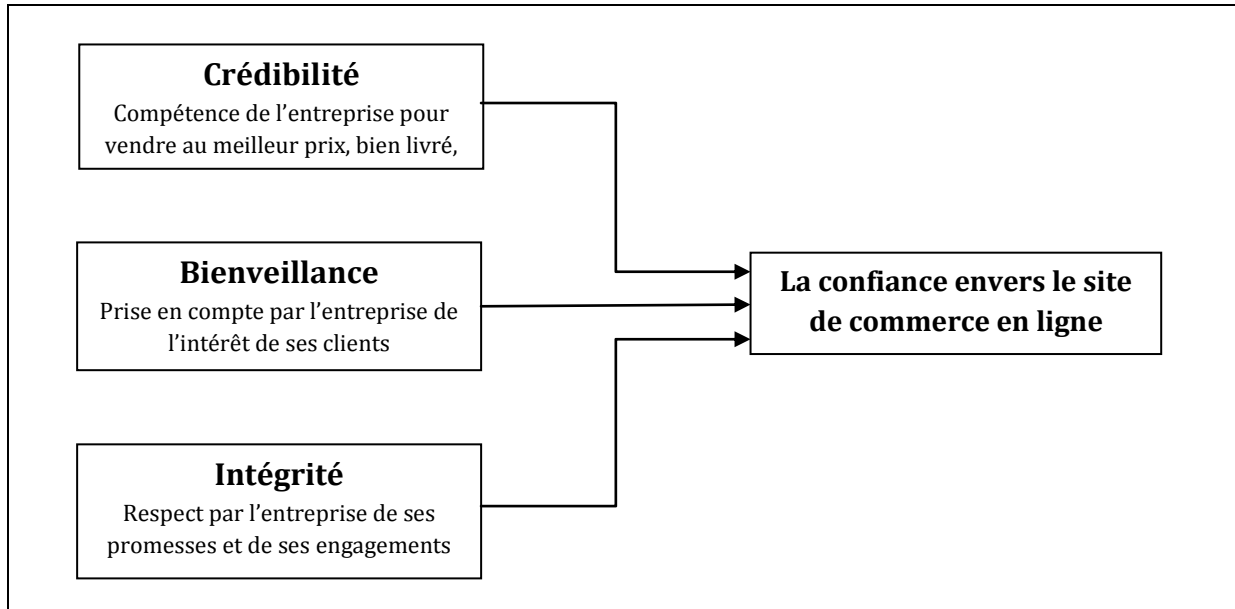 Crédibilité
Compétence de l’entreprise pour
vendre au meilleur prix, bien livré,
Bienveillance
Prise en compte par l’entreprise de
l’intérêt de ses clients
Intégrité
Respect par l’entreprise de ses
promesses et de ses engagements
La confiance envers le site
de commerce en ligne